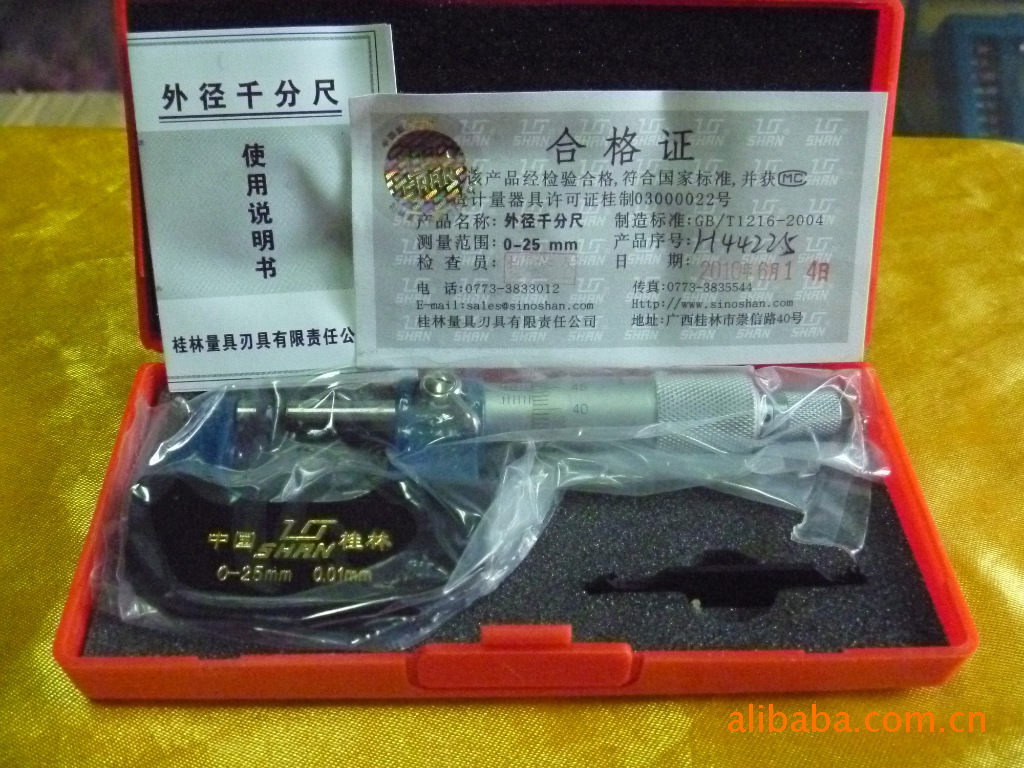 外径千分尺
使用说明书
桂林量具刃具有限责任公
合格证
该产品经检验合格,符合国家标准,并获MC
计量器具许可证桂制03000022号
产品名称: 外径千分尺 制造标准:GB/T1216-2004
测量范围: 0-25 mm 产品序号:H44225
检查员: 日期: 2010年6月14日
电话:0773-3833012 传真:0773-3835544
E-mail:sales@sinoshan.com Http://www.sinoshan.com
桂林量具刃具有限责任公司 地址:广西桂林市崇信路40号
45
40
中国 SHAN 桂林
0-25mm 0.01mm
alibaba.com.cn